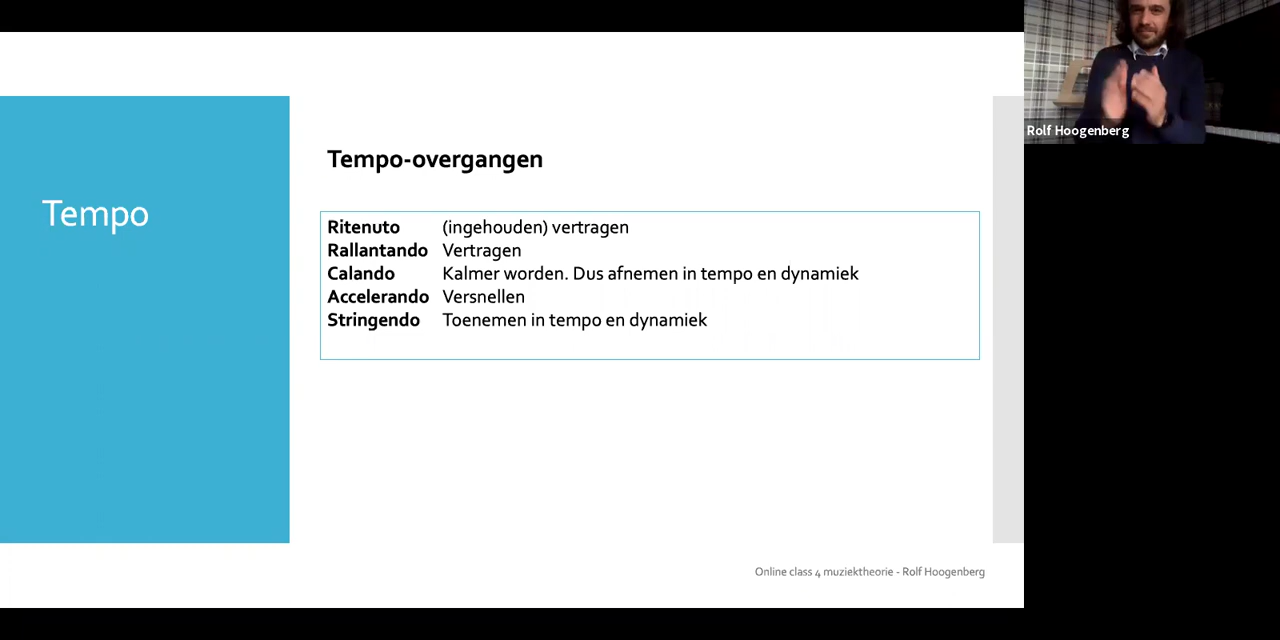 Rolf Hoogenberg
Tempo-overgangen
Tempo
Ritenuto (ingehouden) vertragen
Rallantando Vertragen
Calando Kalmer worden. Dus afnemen in tempo en dynamiek
Accelerando Versnellen
Stringendo Toenemen in tempo en dynamiek
Online class 4 muziektheorie - Rolf Hoogenberg